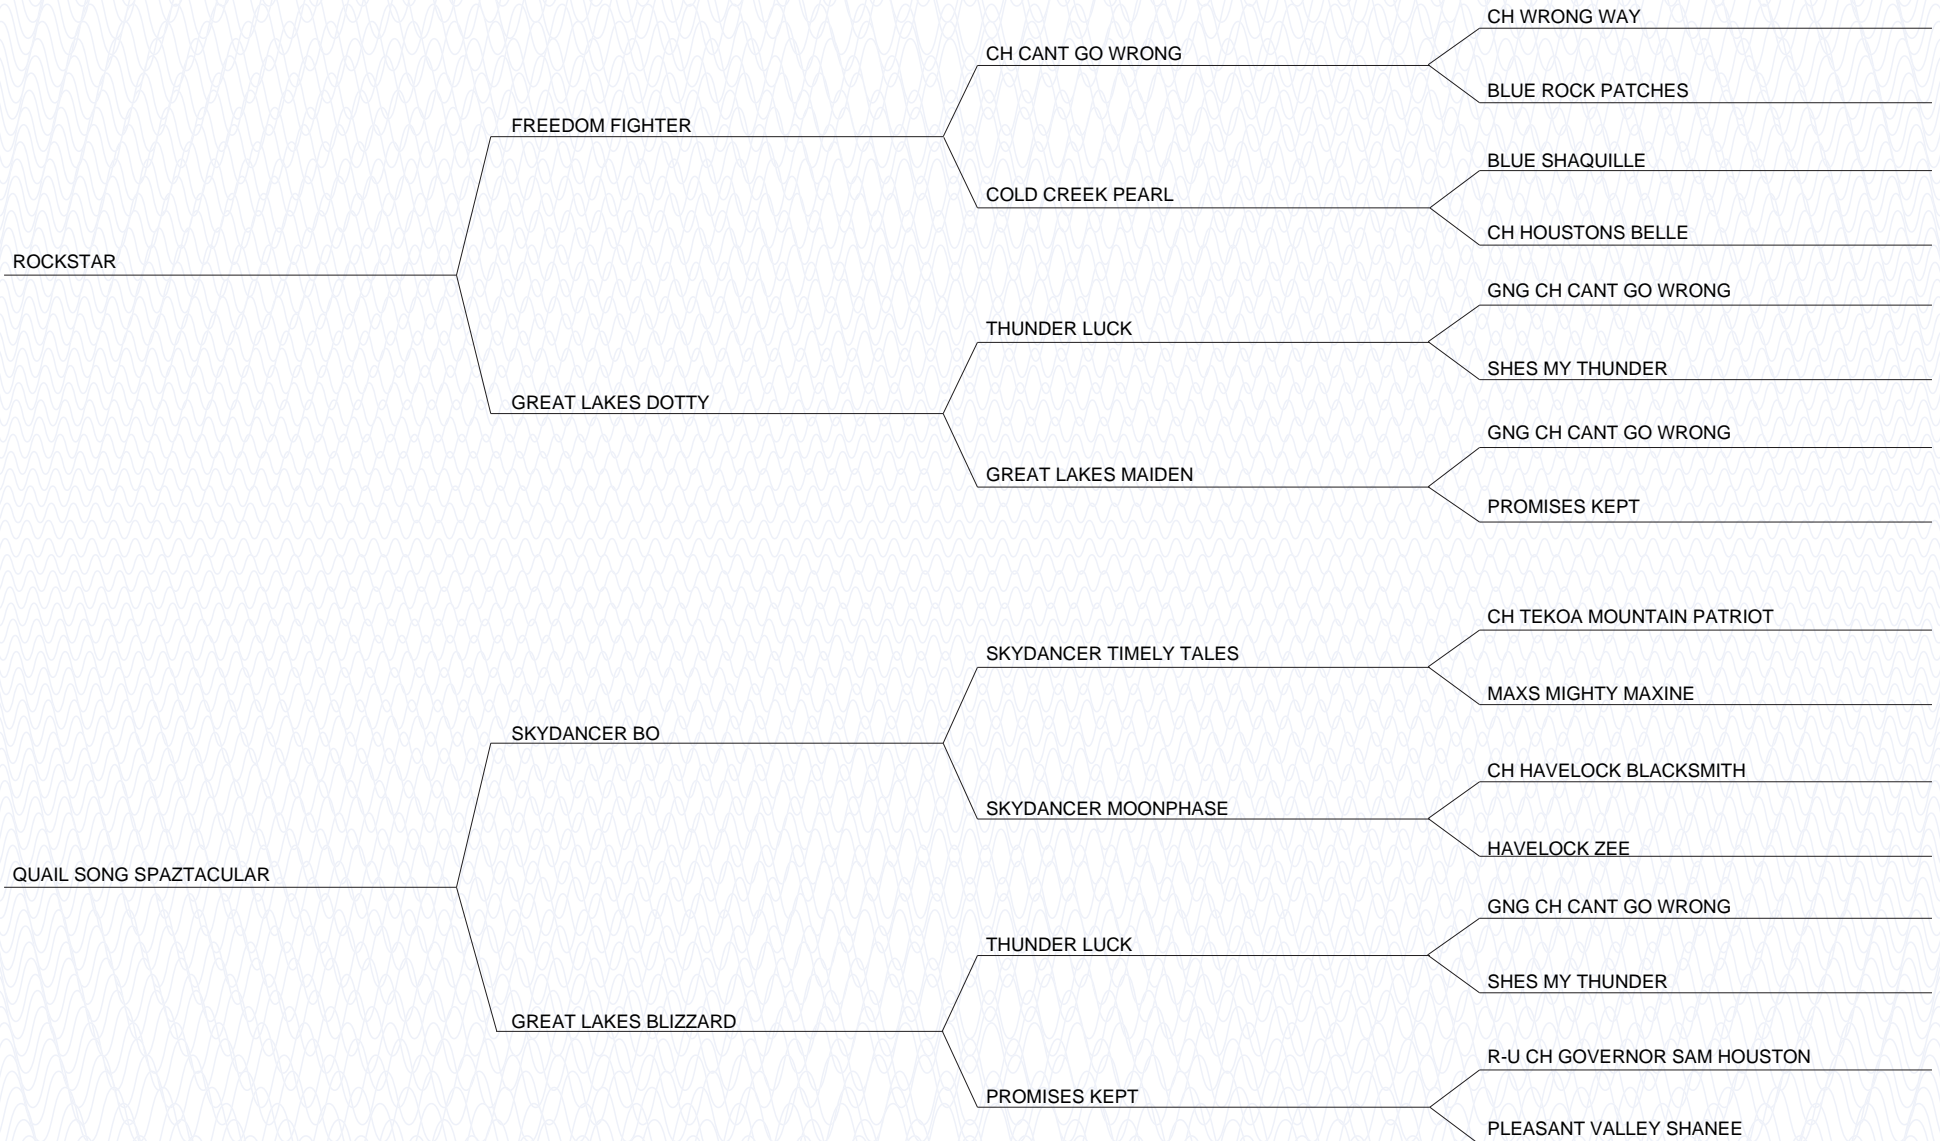 CH WRONG WAY
CH CANT GO WRONG
BLUE ROCK PATCHES
FREEDOM FIGHTER
BLUE SHAQUILLE
COLD CREEK PEARL
CH HOUSTONS BELLE
ROCKSTAR
GNG CH CANT GO WRONG
THUNDER LUCK
SHES MY THUNDER
GREAT LAKES DOTTY
GNG CH CANT GO WRONG
GREAT LAKES MAIDEN
PROMISES KEPT
CH TEKOA MOUNTAIN PATRIOT
SKYDANCER TIMELY TALES
MAXS MIGHTY MAXINE
SKYDANCER BO
CH HAVELOCK BLACKSMITH
SKYDANCER MOONPHASE
HAVELOCK ZEE
QUAIL SONG SPAZTACULAR
GNG CH CANT GO WRONG
THUNDER LUCK
SHES MY THUNDER
GREAT LAKES BLIZZARD
R-U CH GOVERNOR SAM HOUSTON
PROMISES KEPT
PLEASANT VALLEY SHANEE